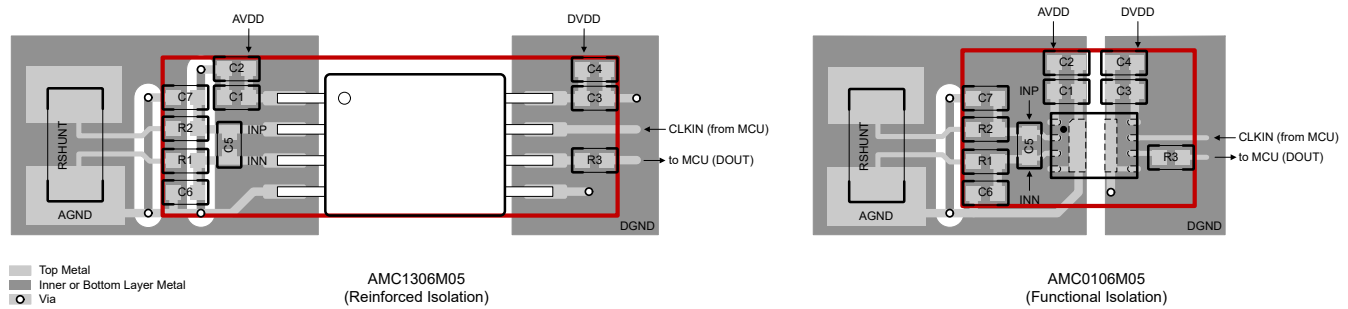 AVDD
DVDD
C2
C4
C7
C1
C3
RSHUNT
R2
INP
CLKIN (from MCU)
C5
R1
INN
R3
to MCU (DOUT)
C6
AGND
DGND
AVDD
DVDD
C2
C4
C7
INP
C1
C3
RSHUNT
R2
CLKIN (from MCU)
C5
R1
R3
to MCU (DOUT)
C6
INN
AGND
DGND
Top Metal
Inner or Bottom Layer Metal
Via
AMC1306M05
(Reinforced Isolation)
AMC0106M05
(Functional Isolation)